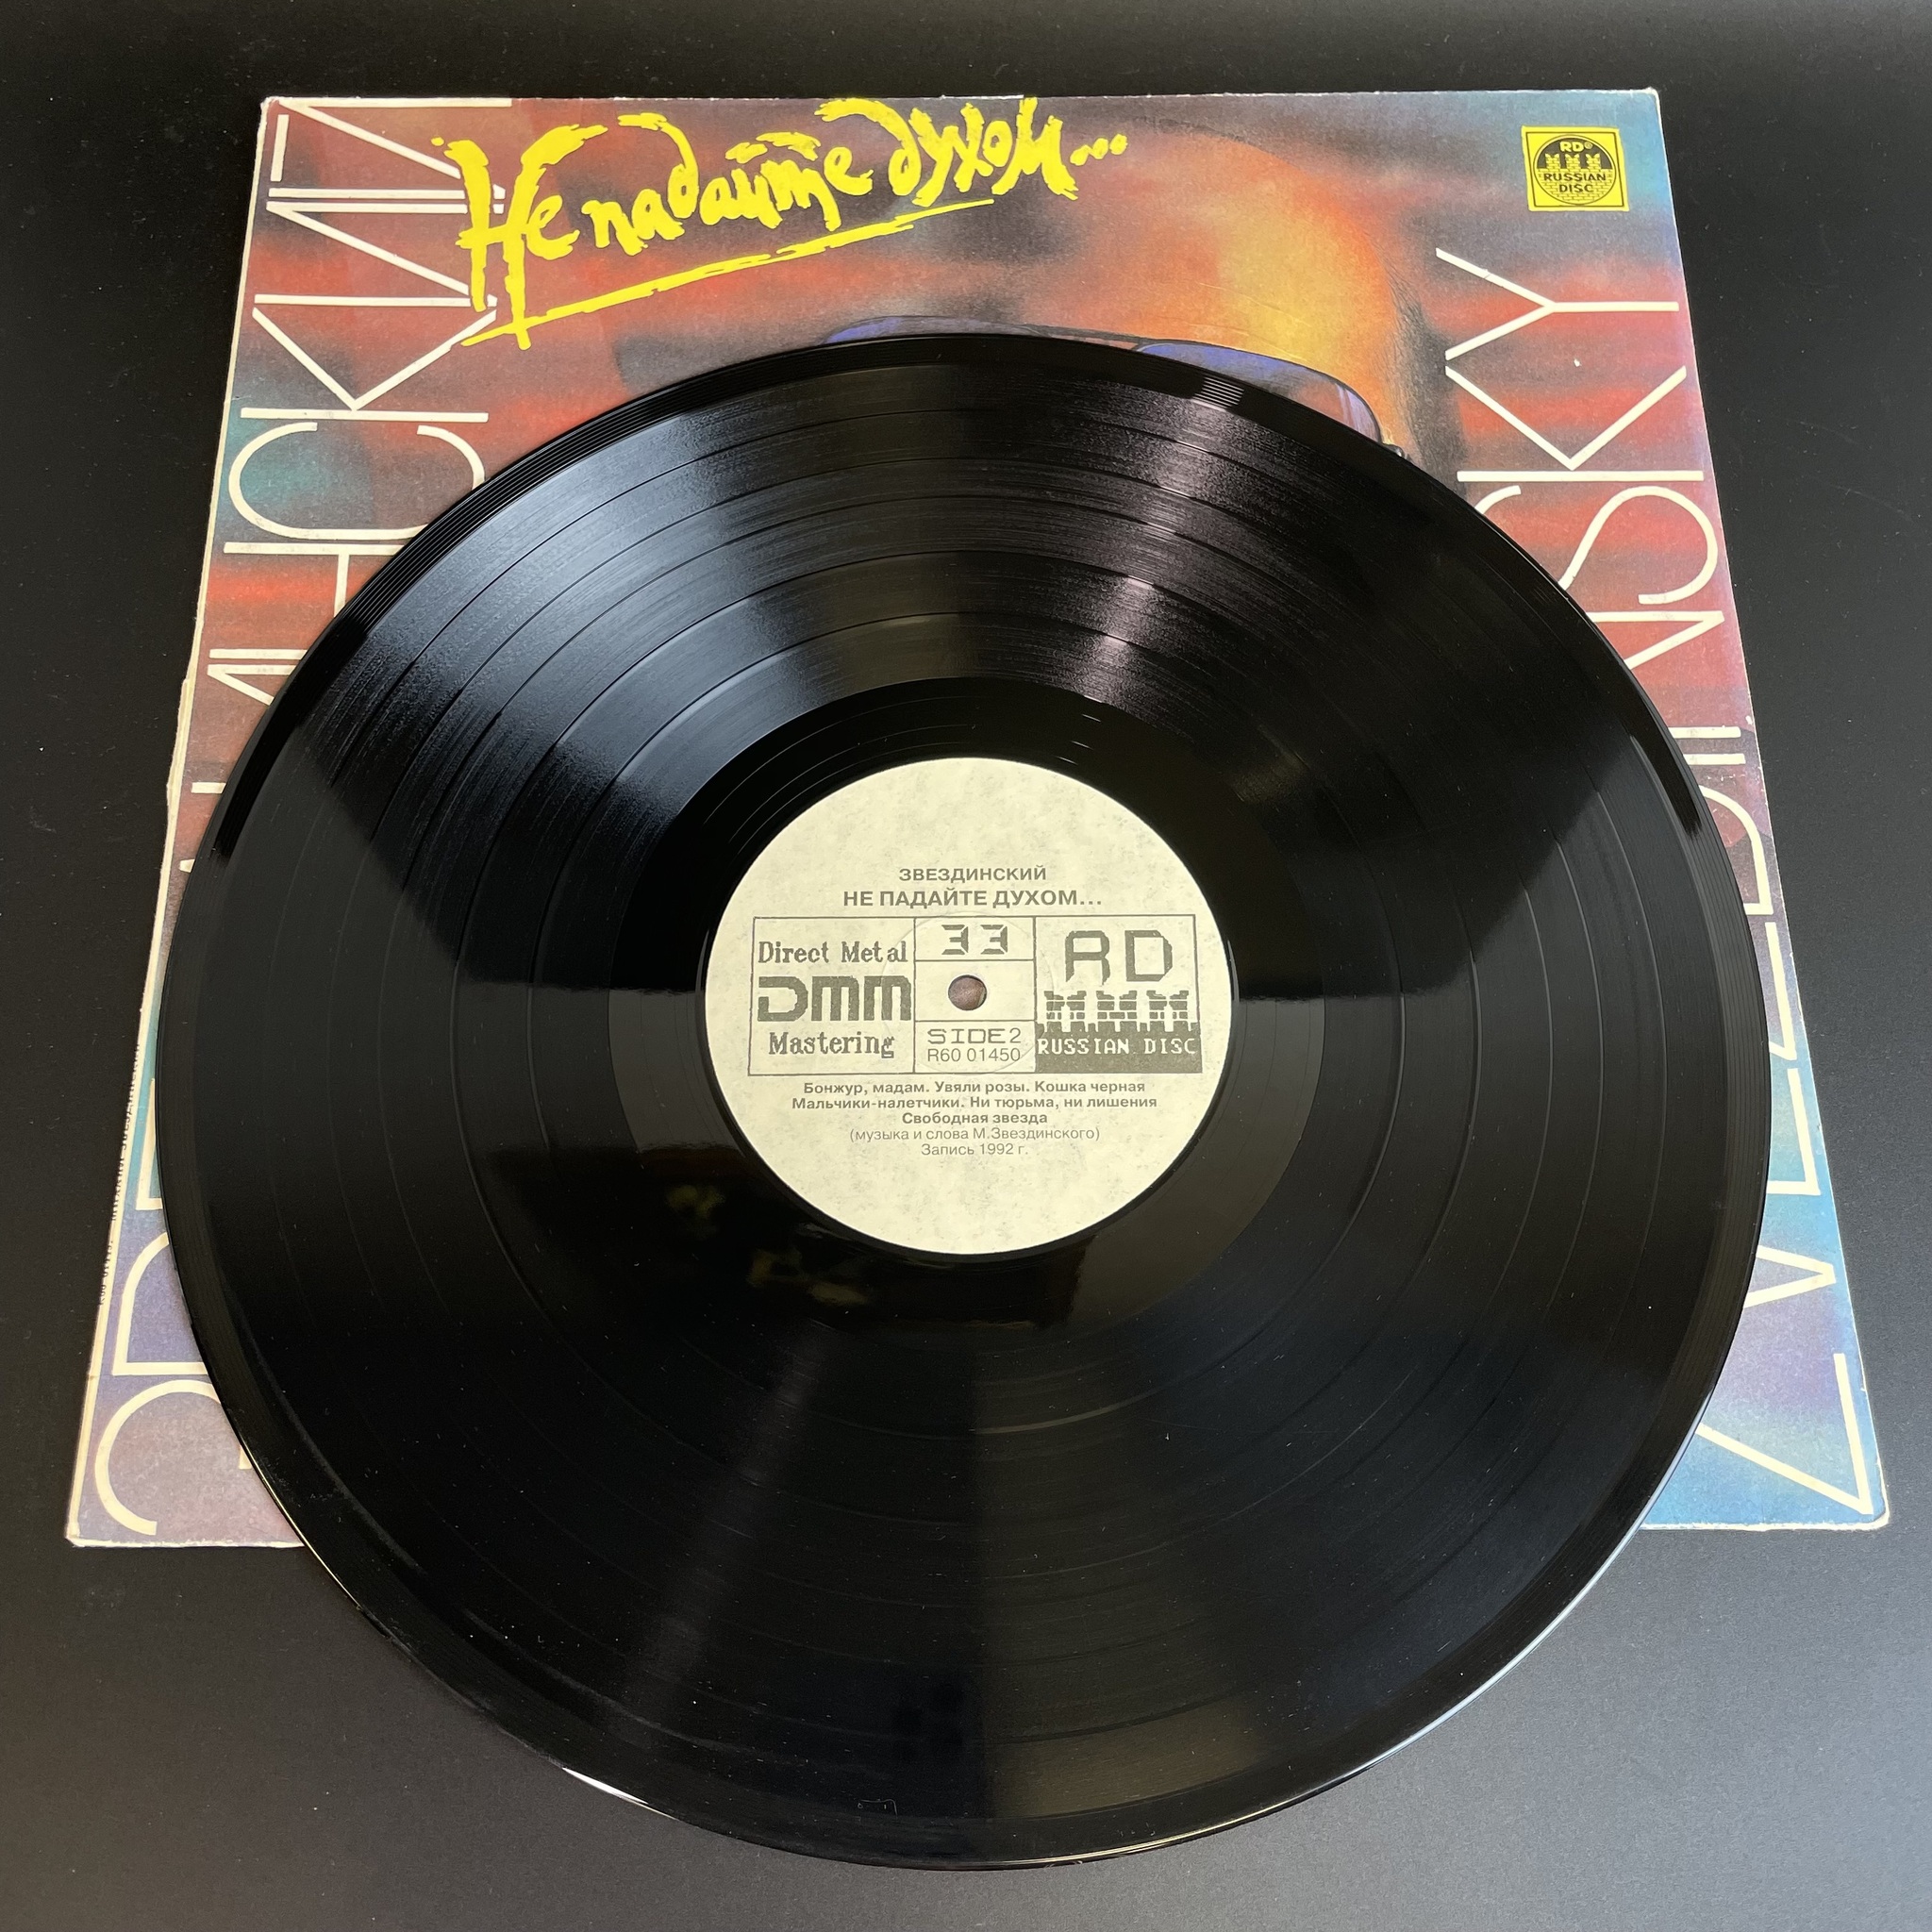 Не падайте духом...
RD®
RUSSIAN
DISC
ЗВЕЗДИНСКИЙ
НЕ ПАДАЙТЕ ДУХОМ...
Direct Metal
DMM
Mastering
33
SIDE 2
R60 01450
RD
RUSSIAN DISC
Бонжур, мадам. Увяли розы. Кошка черная
Мальчики-налетчики. Ни тюрьма, ни лишения
Свободная звезда
(музыка и слова М.Звездинского)
Запись 1992 г.